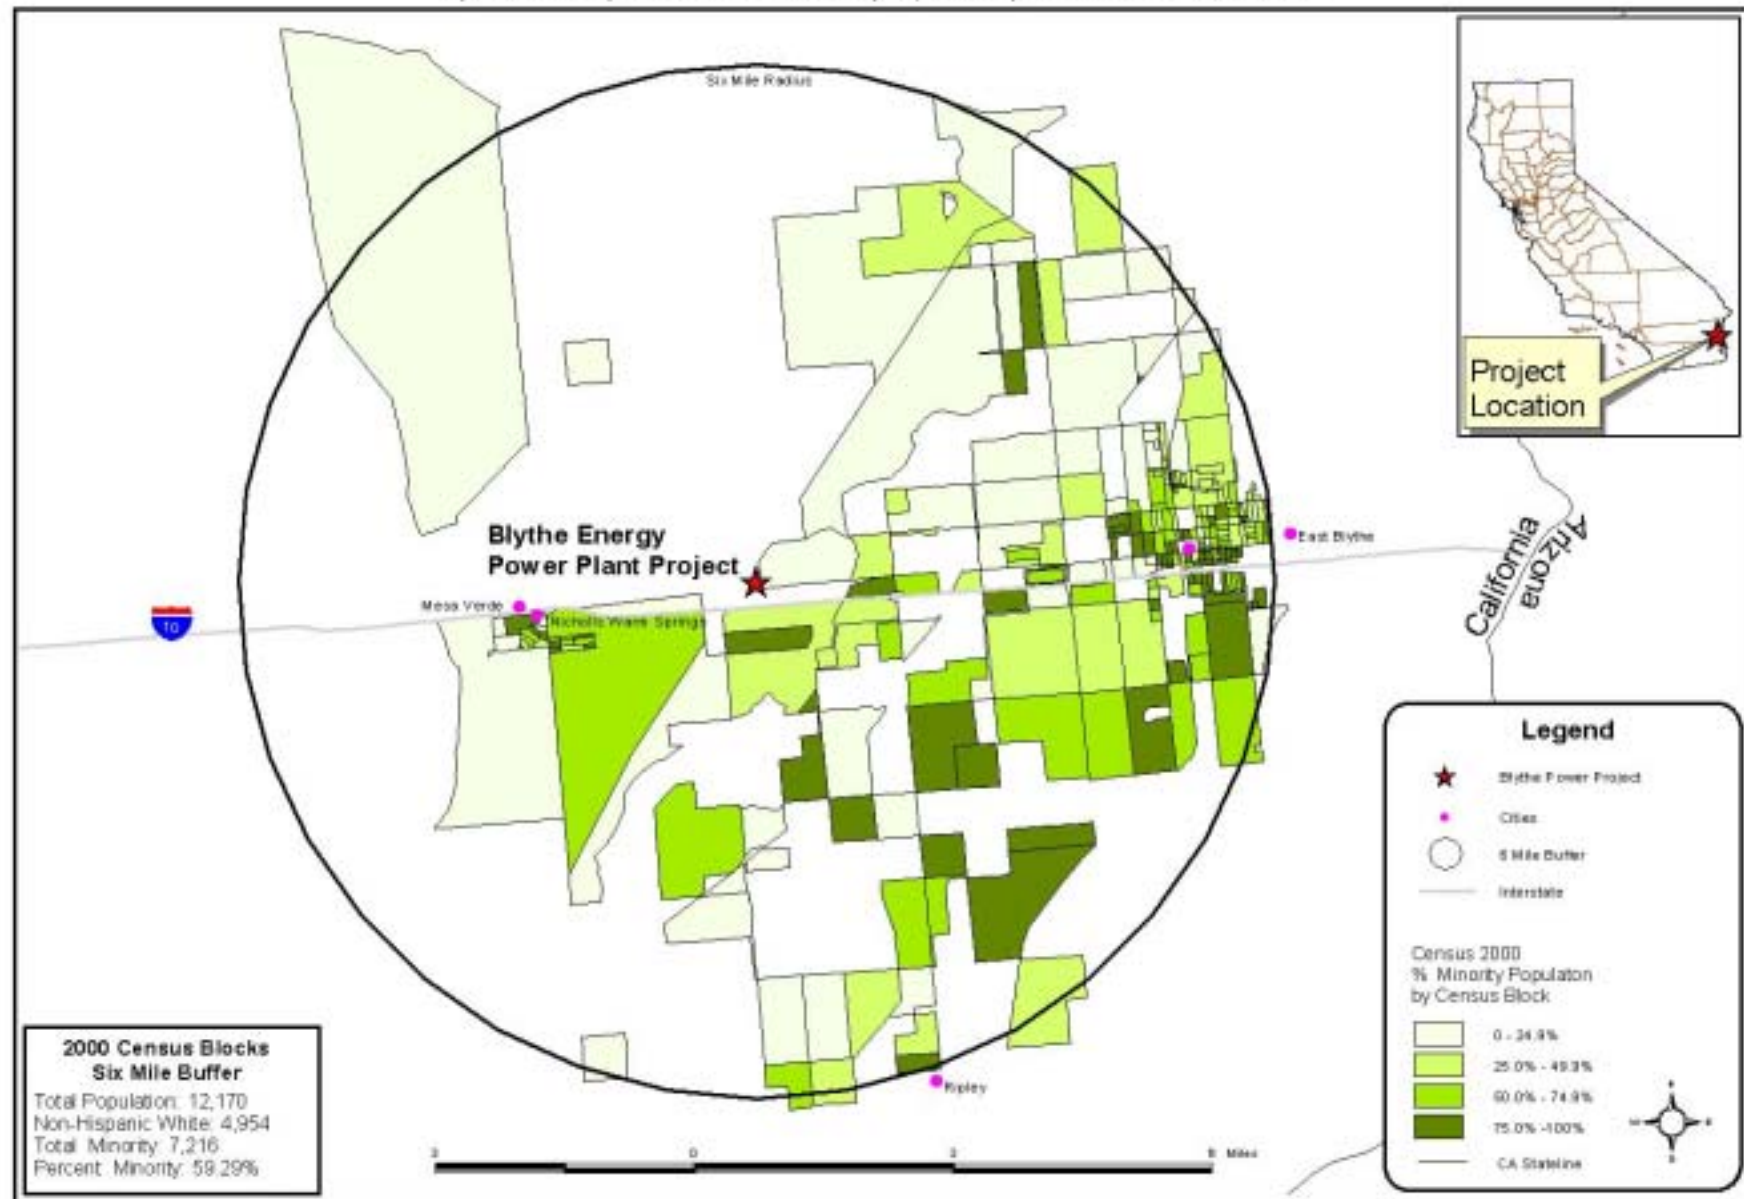 Six Mile Radius
Project
Location
Blythe Energy
Power Plant Project
East Blythe
California
Arizona
Mesa Verde
Nicholls Warm Springs
10
Ripley
Legend
Blythe Power Project
Cities
6 Mile Buffer
Interstate
Census 2000
% Minority Populaton
by Census Block
0 - 24.9%
25.0% - 49.9%
50.0% - 74.9%
75.0% -100%
CA Stateline
2000 Census Blocks
Six Mile Buffer
Total Population: 12,170
Non-Hispanic White: 4,954
Total Minority: 7,216
Percent Minority: 59.29%
3 0 3 6 Miles